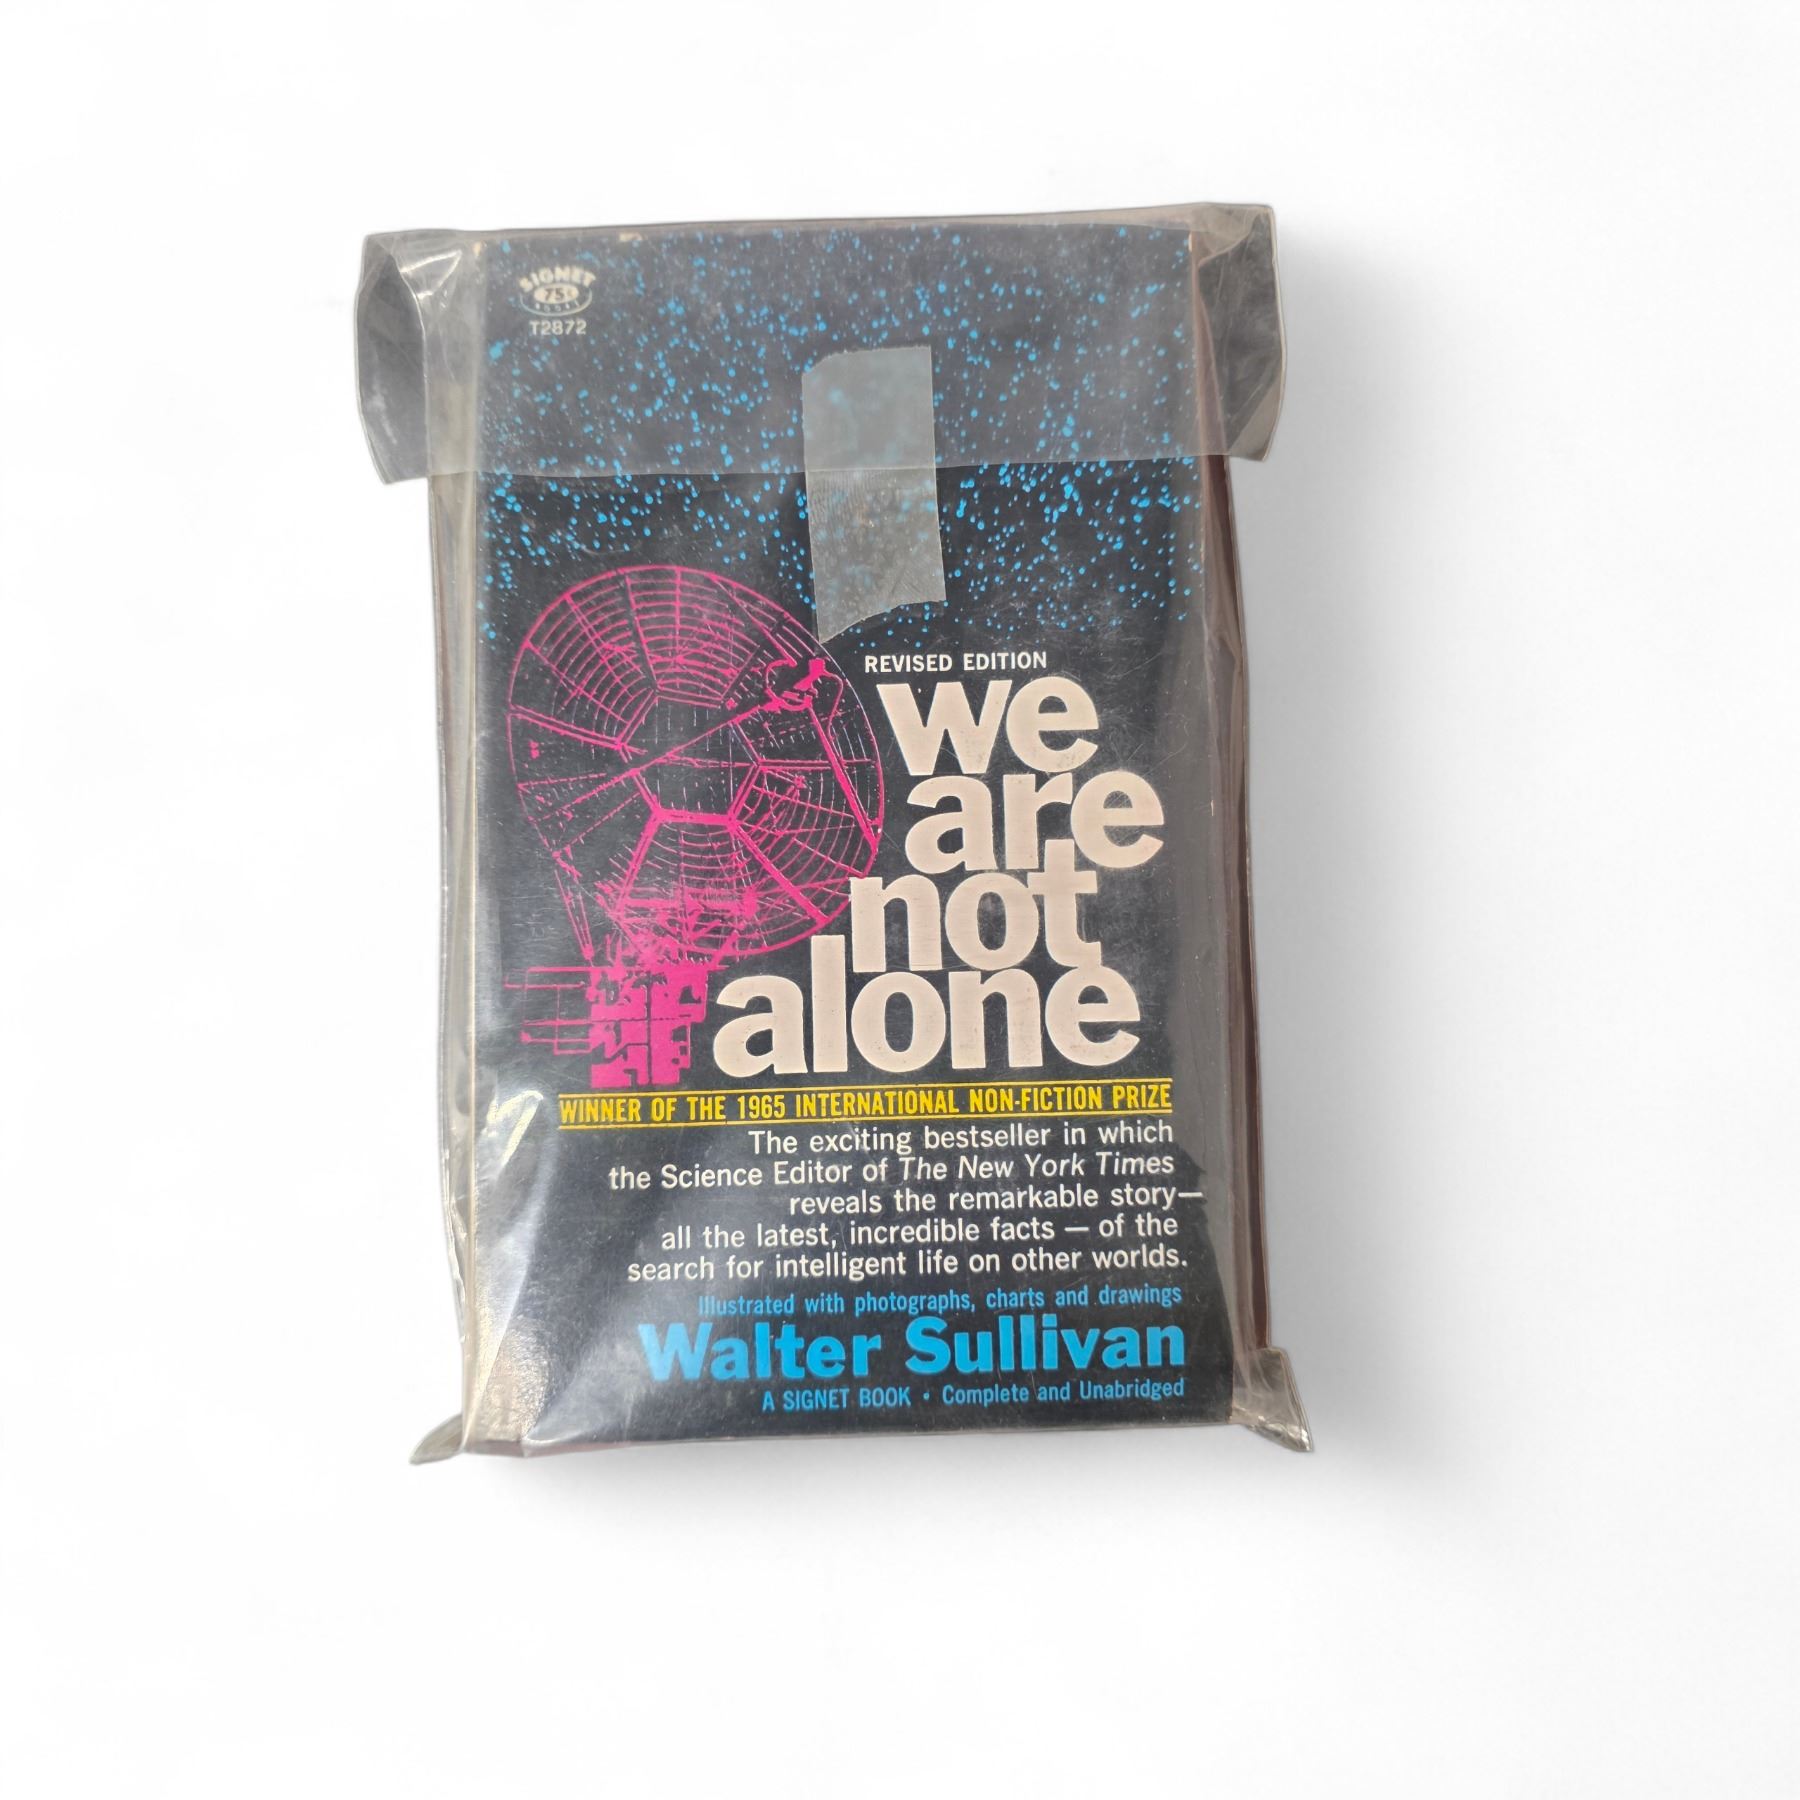 SIGNET
75¢
BOOKS
T2872
REVISED EDITION
we
are
not
alone
WINNER OF THE 1965 INTERNATIONAL NON-FICTION PRIZE
The exciting bestseller in which
the Science Editor of The New York Times
reveals the remarkable story—
all the latest, incredible facts — of the
search for intelligent life on other worlds.
Illustrated with photographs, charts and drawings
Walter Sullivan
A SIGNET BOOK • Complete and Unabridged